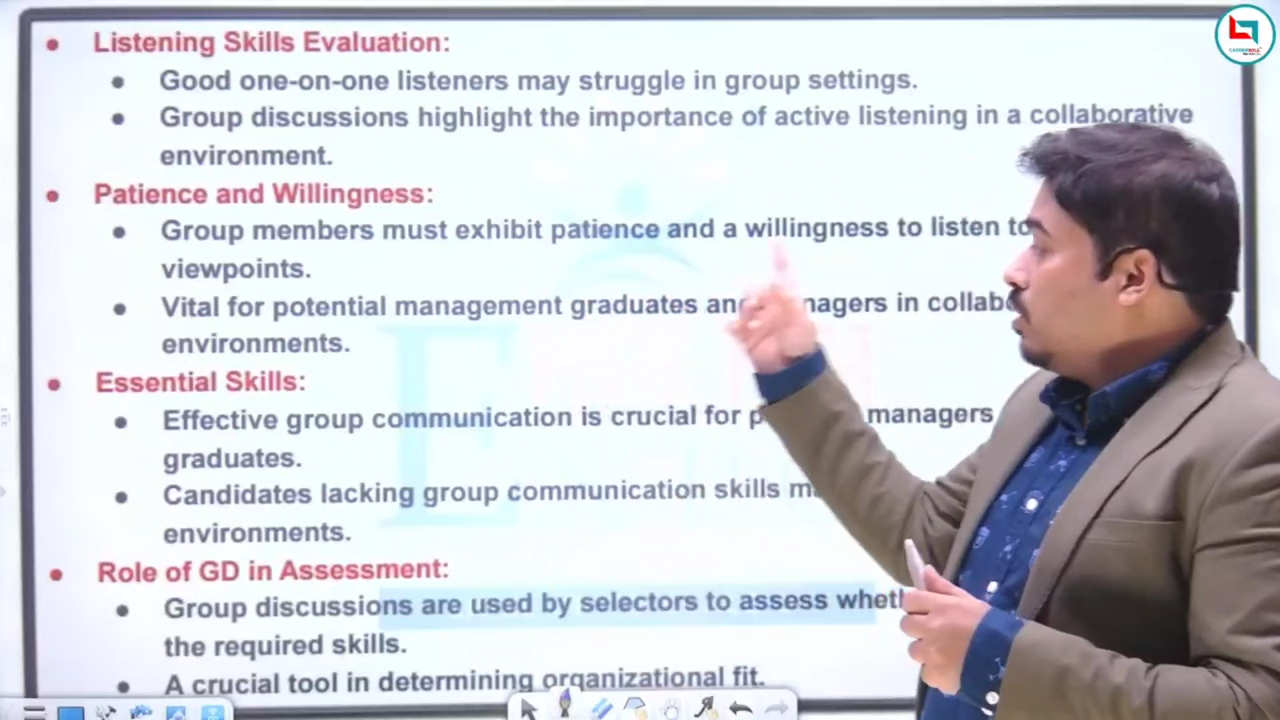 Listening Skills Evaluation:
Good one-on-one listeners may struggle in group settings.
Group discussions highlight the importance of active listening in a collaborative
environment.
Patience and Willingness:
Group members must exhibit patience and a willingness to listen to
viewpoints.
Vital for potential management graduates and managers in
environments.
Essential Skills:
Effective group communication is crucial for managers
graduates.
Candidates lacking group communication skills
environments.
Role of GD in Assessment:
Group discussions are used by selectors to assess
the required skills.
A crucial tool in determining organizational fit.
CAREERWILL